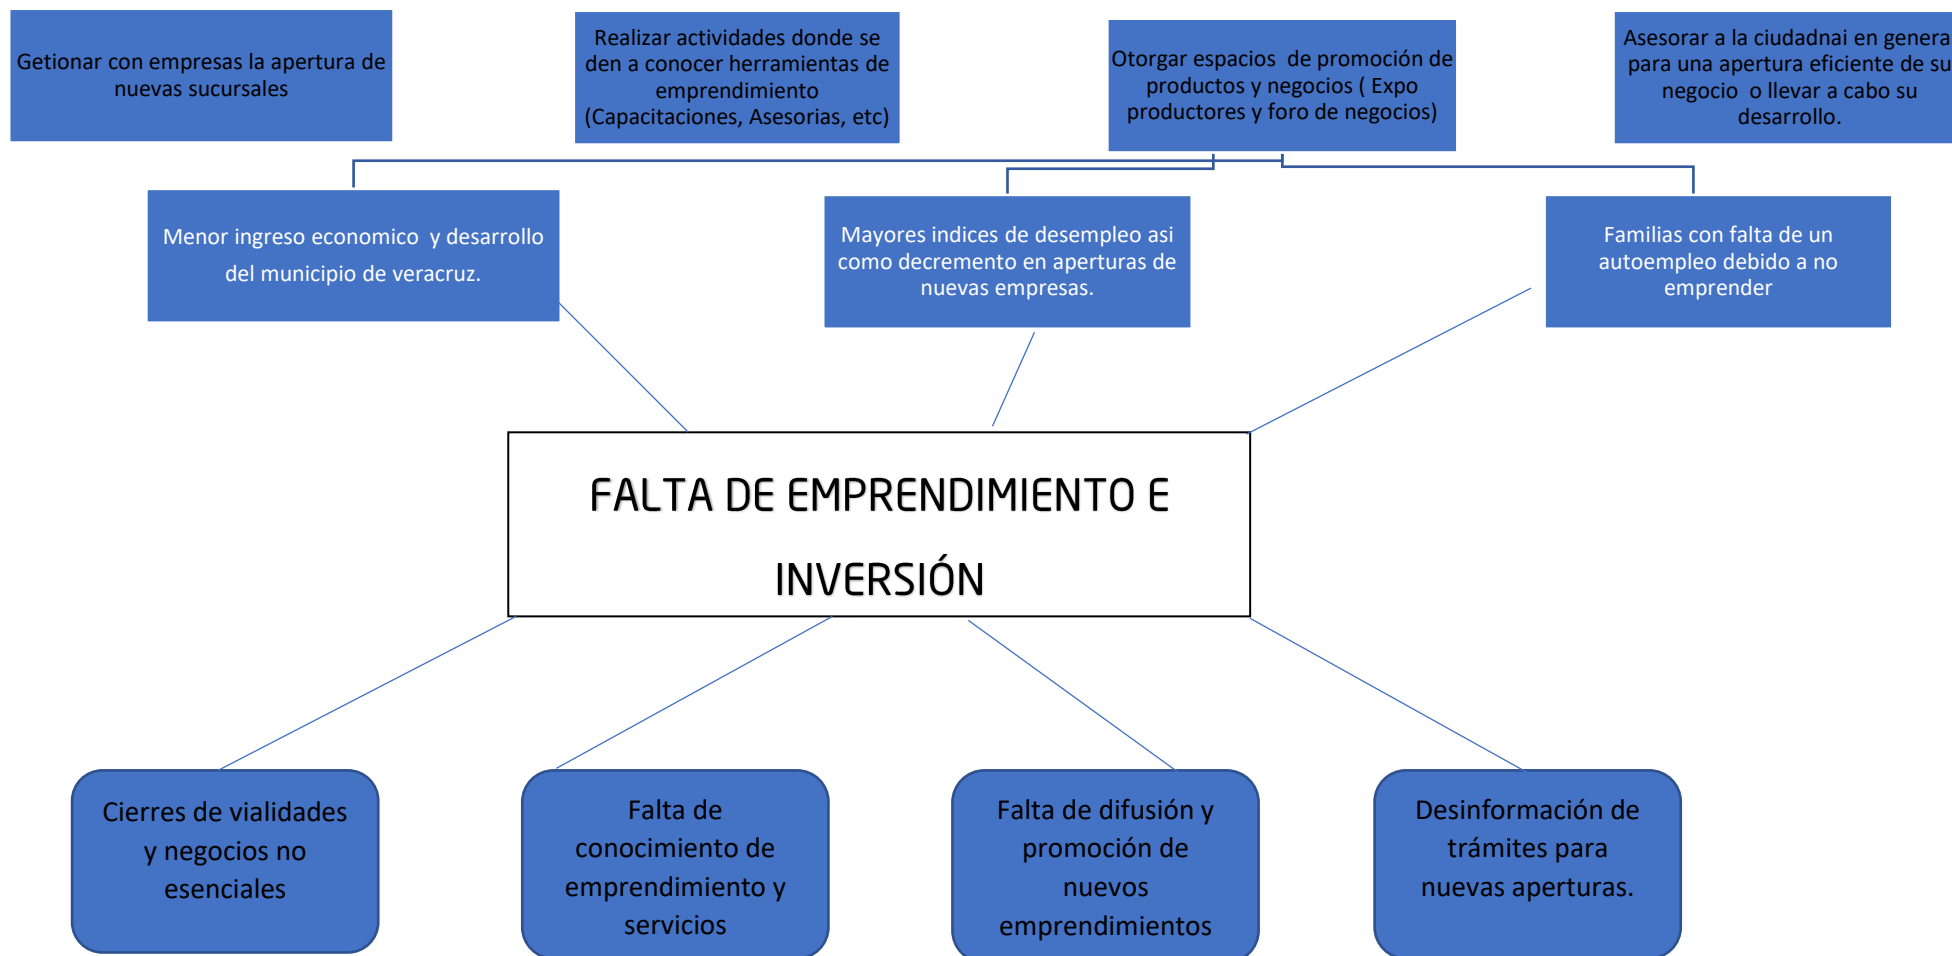 Getionar con empresas la apertura de
nuevas sucursales
Realizar actividades donde se
den a conocer herramientas de
emprendimiento
(Capacitaciones, Asesorias, etc)
Otorgar espacios de promoción de
productos y negocios ( Expo
productores y foro de negocios)
Asesorar a la ciudadnai en genera
para una apertura eficiente de su
negocio o llevar a cabo su
desarrollo.
Menor ingreso economico y desarrollo
del municipio de veracruz.
Mayores indices de desempleo asi
como decremento en aperturas de
nuevas empresas.
Familias con falta de un
autoempleo debido a no
emprender
FALTA DE EMPRENDIMIENTO E
INVERSIÓN
Cierres de vialidades
y negocios no
esenciales
Falta de
conocimiento de
emprendimiento y
servicios
Falta de difusión y
promoción de
nuevos
emprendimientos
Desinformación de
trámites para
nuevas aperturas.